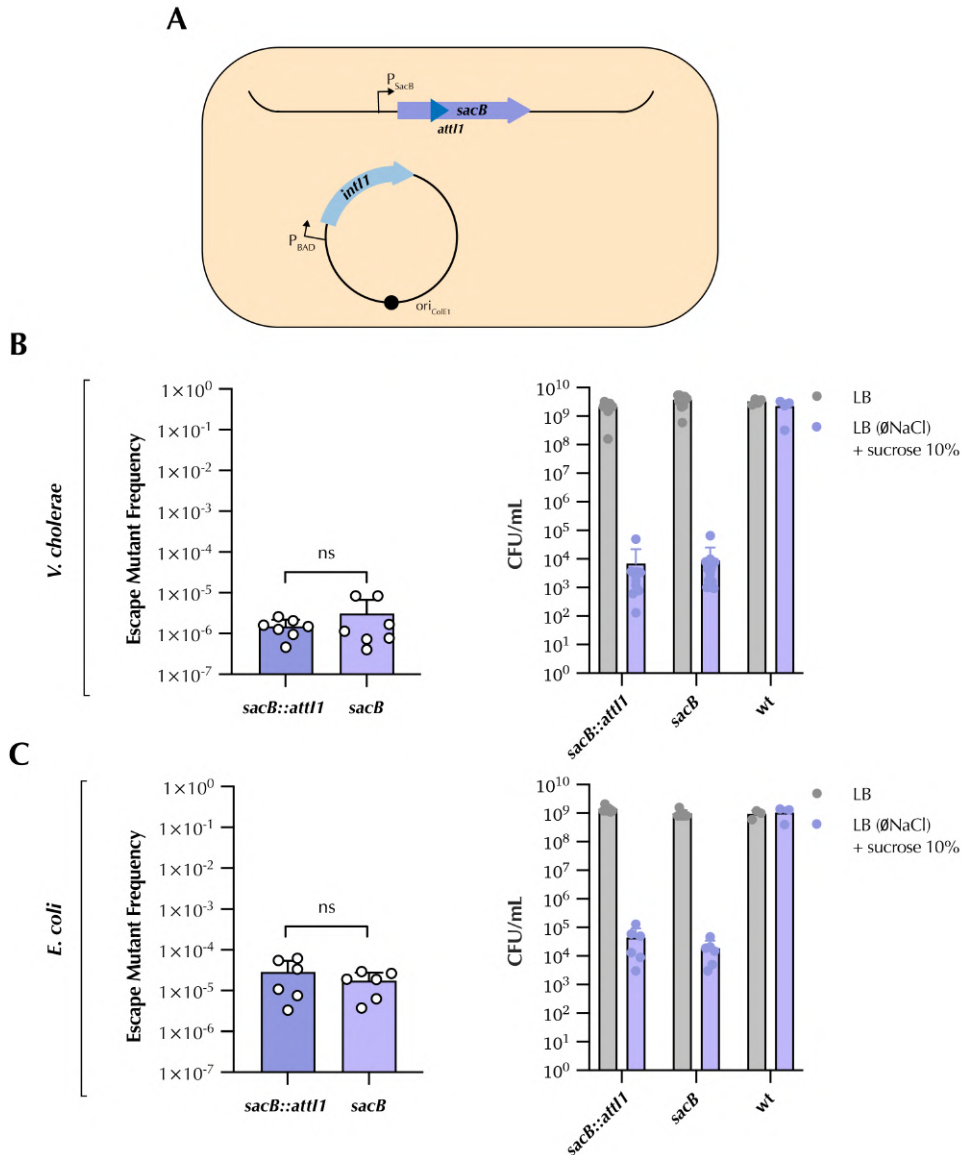 A
P SacB
sacB
attI1
intI1
P BAD
ori ColE1
B
V. cholerae
Escape Mutant Frequency
1×10⁰
1×10⁻¹
1×10⁻²
1×10⁻³
1×10⁻⁴
1×10⁻⁵
1×10⁻⁶
1×10⁻⁷
ns
sacB::attI1
sacB
CFU/mL
10¹⁰
10⁹
10⁸
10⁷
10⁶
10⁵
10⁴
10³
10²
10¹
10⁰
sacB::attI1
sacB
wt
LB
LB (ØNaCl)
+ sucrose 10%
C
E. coli
Escape Mutant Frequency
1×10⁰
1×10⁻¹
1×10⁻²
1×10⁻³
1×10⁻⁴
1×10⁻⁵
1×10⁻⁶
1×10⁻⁷
ns
sacB::attI1
sacB
CFU/mL
10¹⁰
10⁹
10⁸
10⁷
10⁶
10⁵
10⁴
10³
10²
10¹
10⁰
sacB::attI1
sacB
wt
LB
LB (ØNaCl)
+ sucrose 10%